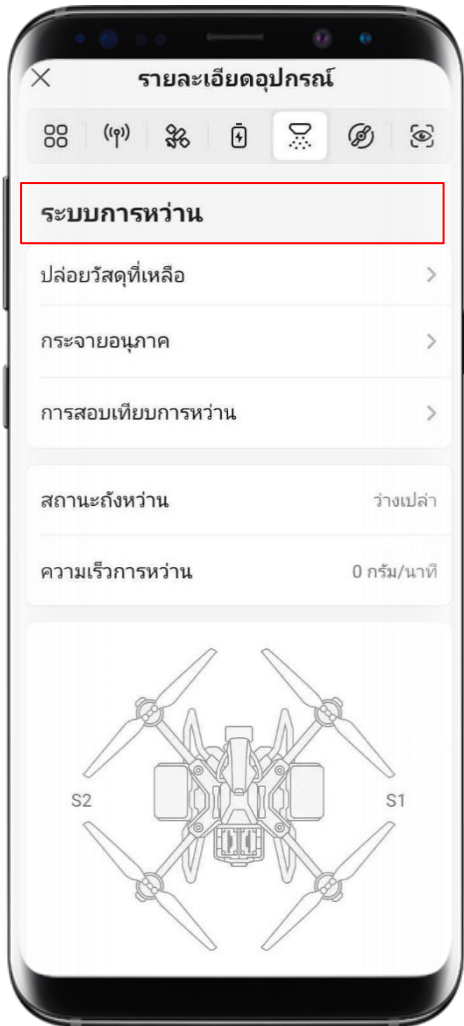 รายละเอียดอุปกรณ์
ระบบการหว่าน
ปล่อยวัสดุที่เหลือ
กระจายอนุภาค
การสอบเทียบการหว่าน
สถานะถังหว่าน ว่างเปล่า
ความเร็วการหว่าน 0 กรัม/นาที
S2 S1